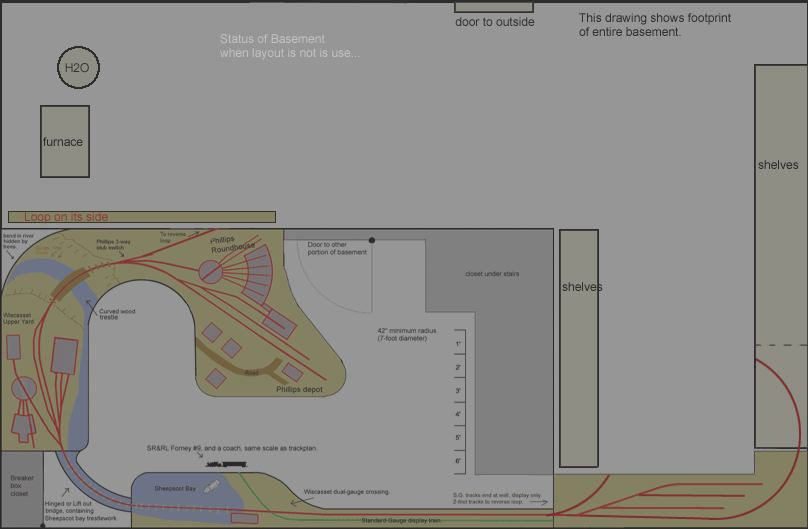 door to outside
This drawing shows footprint
of entire basement.
Status of Basement
when layout is not is use...
H2O
furnace
shelves
Loop on its side
bend in river
hidden by
trees.
Phillips 3-way
stub switch
To reverse
loop
Phillips
Roundhouse
Door to other
portion of basement
closet under stairs
shelves
Wiscasset
Upper Yard
Curved wood
trestle
42" minimum radius
(7-foot diameter)
1'
2'
3'
4'
5'
6'
Road
Phillips depot
SR&RL Forney #9, and a coach, same scale as trackplan.
Breaker
box
closet
Hinged or Lift out
bridge, containing
Sheepscot bay trestlework.
Sheepscot Bay
Wiscasset dual-gauge crossing.
S.G. tracks end at wall, display only.
2-foot tracks to reverse loop.
Standard Gauge display train.